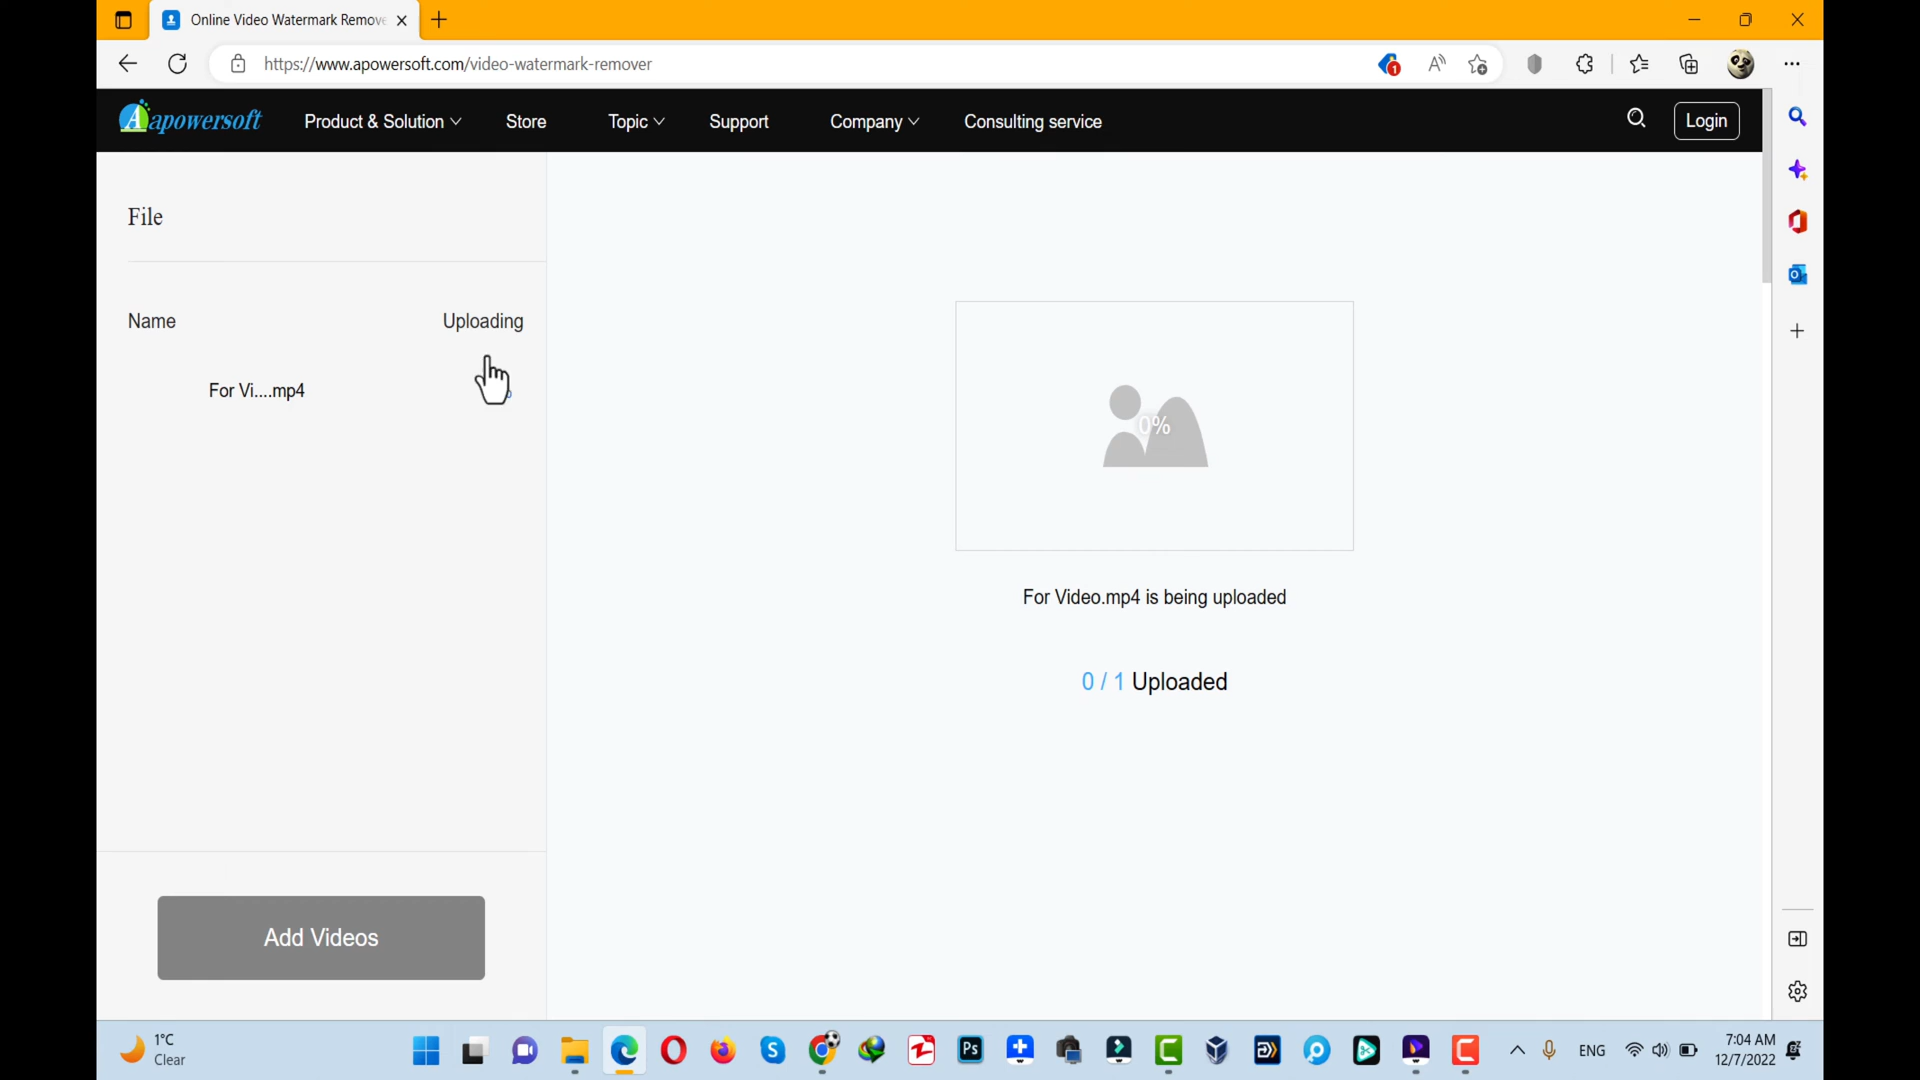 Online Video Watermark Remove
https://www.apowersoft.com/video-watermark-remover
1
apowersoft
Product & Solution
Store
Topic
Support
Company
Consulting service
Login
File
Name
Uploading
For Vi....mp4
0%
For Video.mp4 is being uploaded
0 / 1 Uploaded
Add Videos
1°C
Clear
Ps
ENG
7:04 AM
12/7/2022